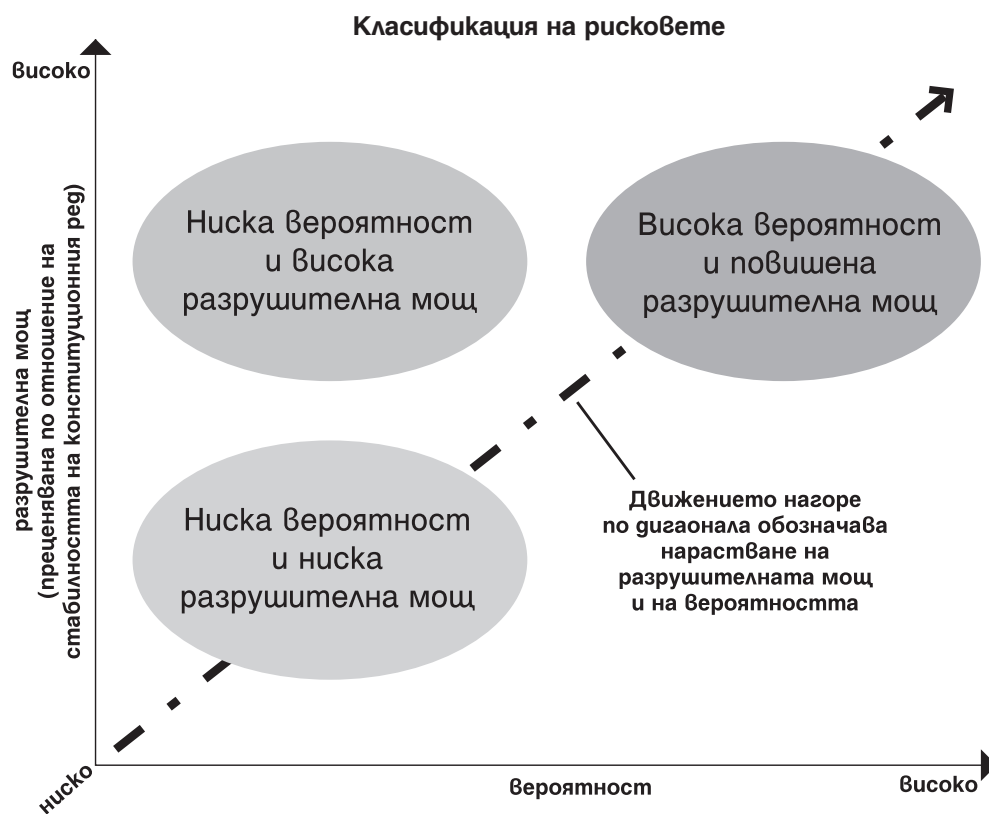 Класификация на рисковете
високо
разрушителна мощ
(преценявана по отношение на
стабилността на конституционния ред)
Ниска вероятност
и висока
разрушителна мощ
Висока вероятност
и повишена
разрушителна мощ
Ниска вероятност
и ниска
разрушителна мощ
Движението нагоре
по дигаонала обозначава
нарастване на
разрушителната мощ
и на вероятността
ниско
вероятност
високо